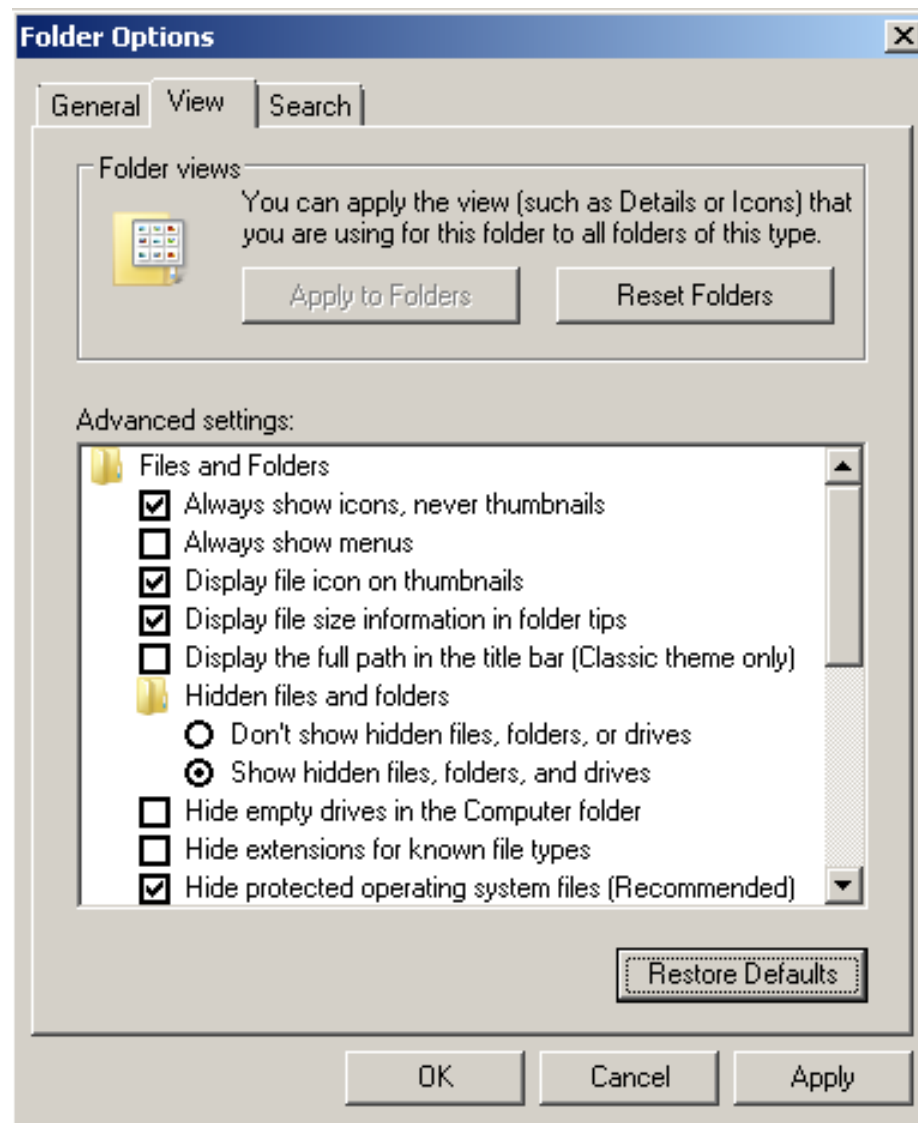 Folder Options
General
View
Search
Folder views
You can apply the view (such as Details or Icons) that
you are using for this folder to all folders of this type.
Apply to Folders
Reset Folders
Advanced settings:
Files and Folders
Always show icons, never thumbnails
Always show menus
Display file icon on thumbnails
Display file size information in folder tips
Display the full path in the title bar (Classic theme only)
Hidden files and folders
Don't show hidden files, folders, or drives
Show hidden files, folders, and drives
Hide empty drives in the Computer folder
Hide extensions for known file types
Hide protected operating system files (Recommended)
Restore Defaults
OK
Cancel
Apply